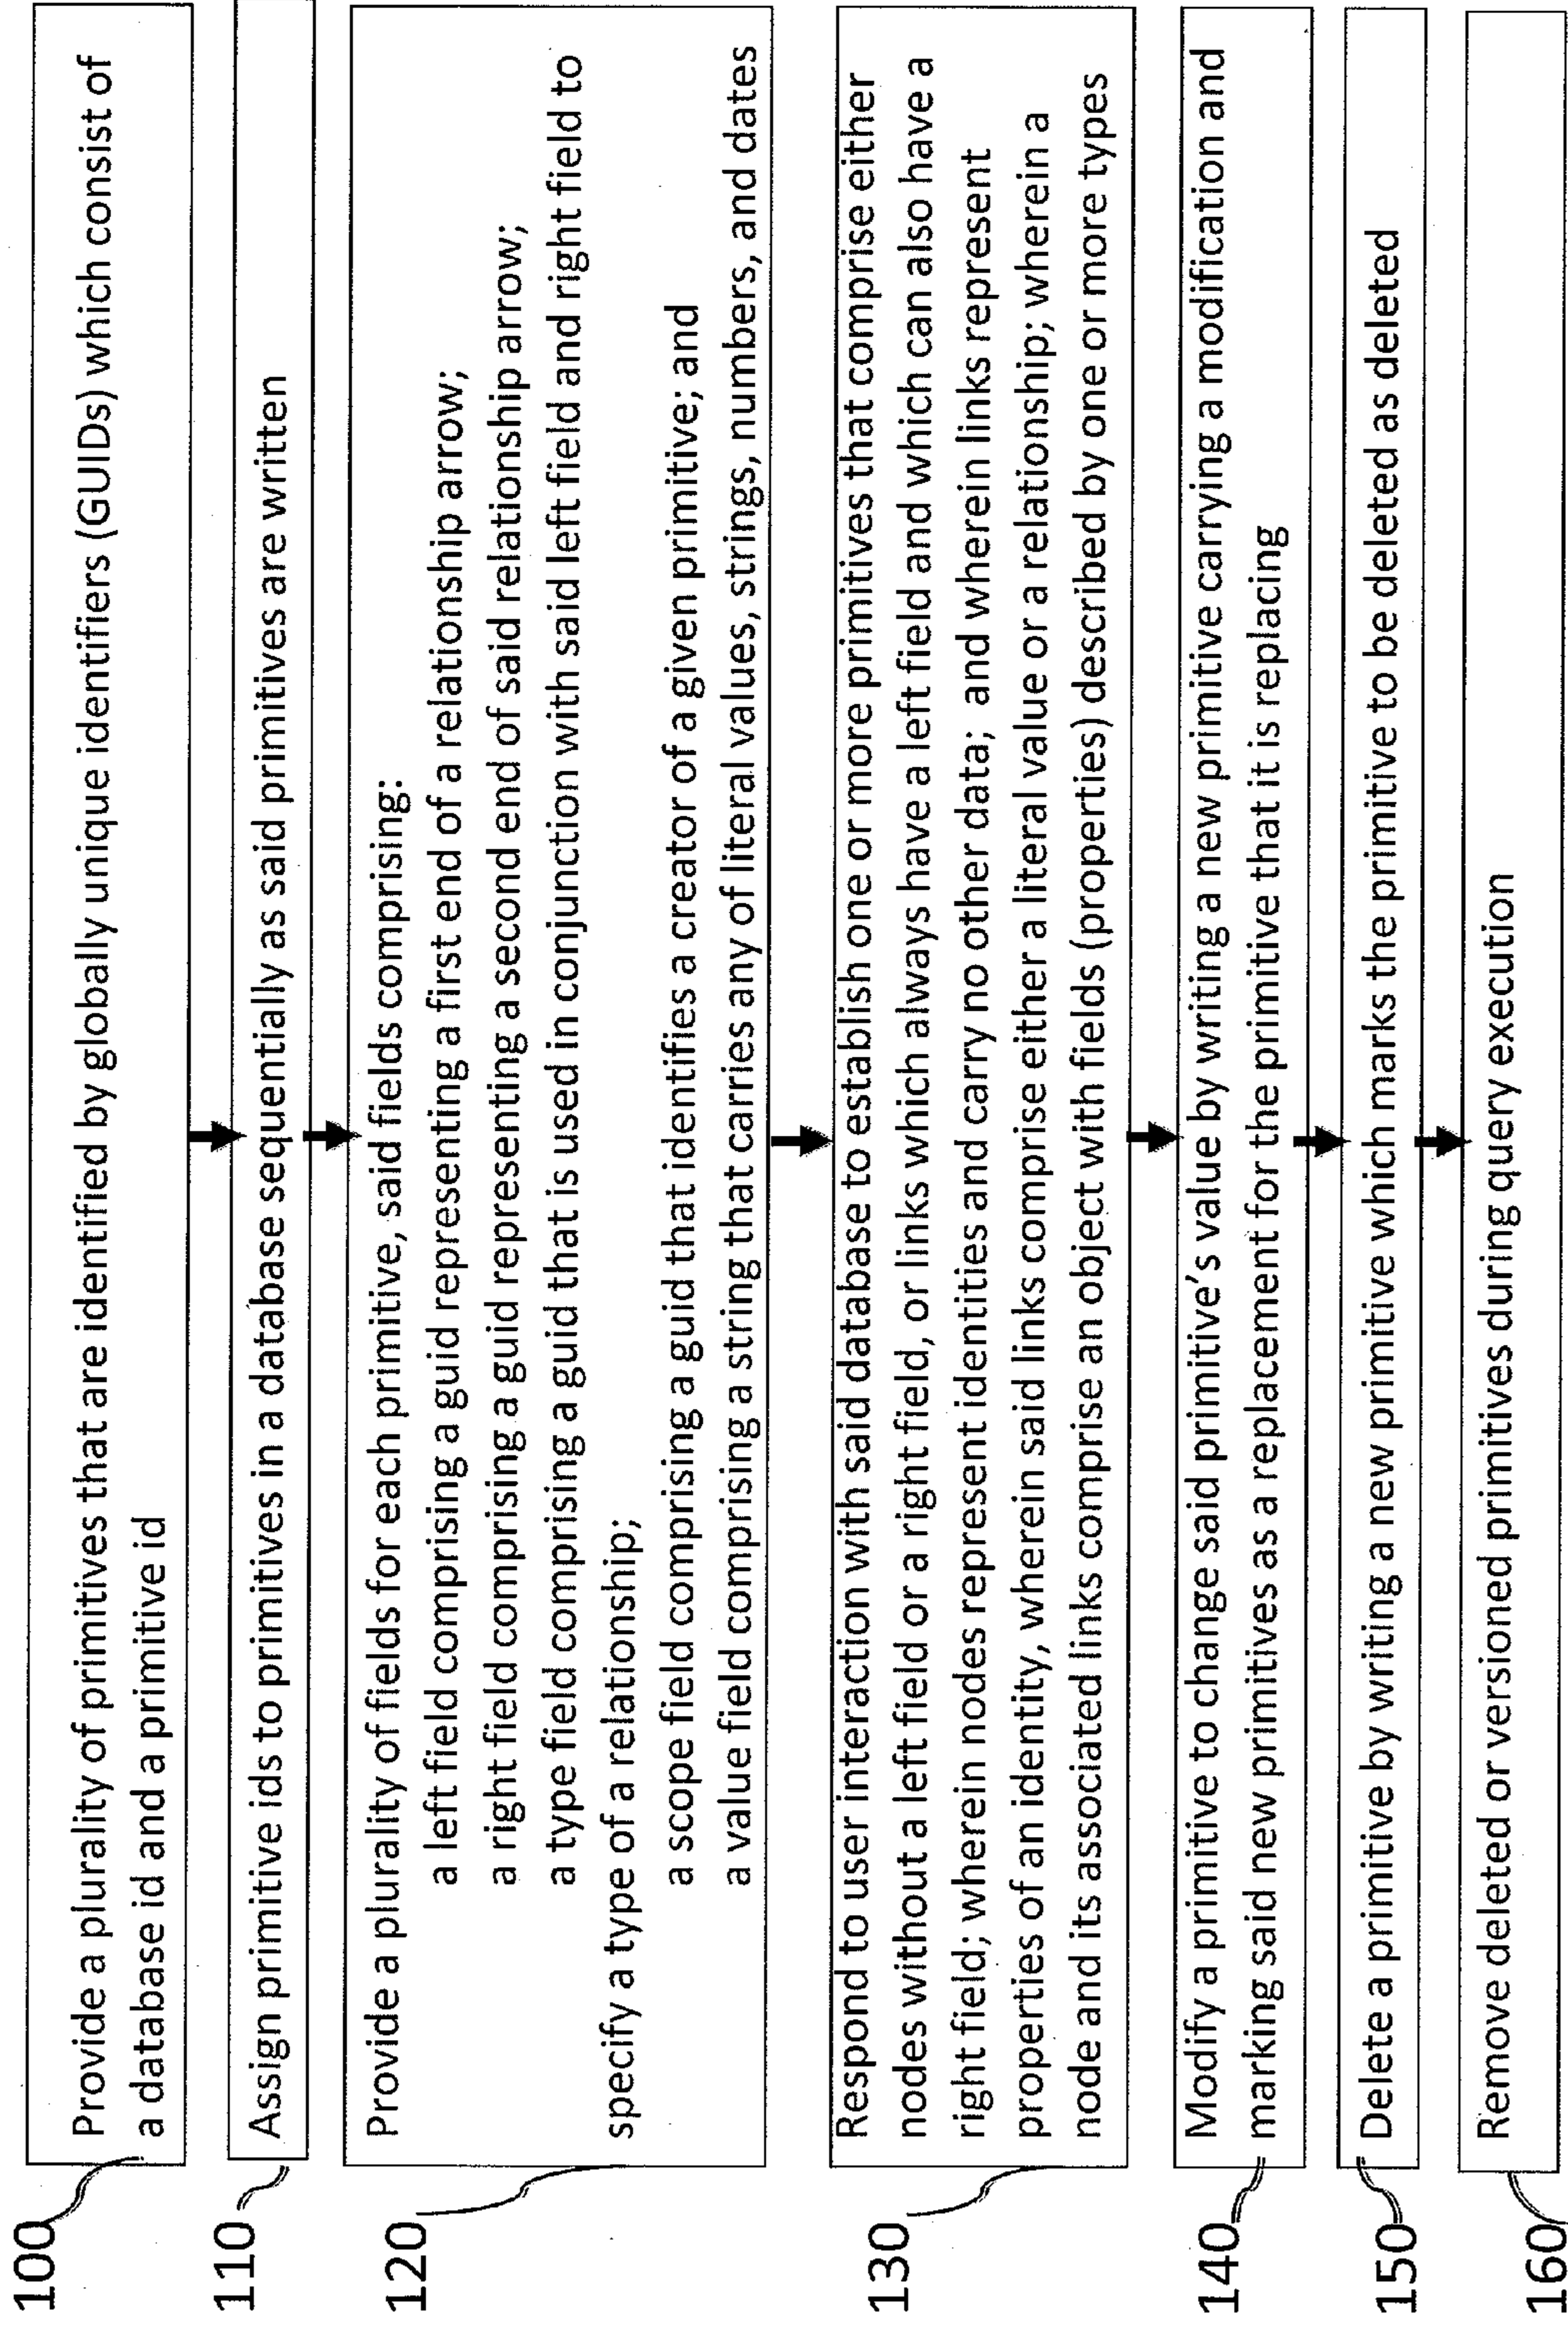 100
Provide a plurality of primitives that are identified by globally unique identifiers (GUIDs) which consist of
a database id and a primitive id
110
Assign primitive ids to primitives in a database sequentially as said primitives are written
120
Provide a plurality of fields for each primitive, said fields comprising:
a left field comprising a guid representing a first end of a relationship arrow;
a right field comprising a guid representing a second end of said relationship arrow;
a type field comprising a guid that is used in conjunction with said left field and right field to
specify a type of a relationship;
a scope field comprising a guid that identifies a creator of a given primitive; and
a value field comprising a string that carries any of literal values, strings, numbers, and dates
130
Respond to user interaction with said database to establish one or more primitives that comprise either
nodes without a left field or a right field, or links which always have a left field and which can also have a
right field; wherein nodes represent identities and carry no other data; and wherein links represent
properties of an identity, wherein said links comprise either a literal value or a relationship; wherein a
node and its associated links comprise an object with fields (properties) described by one or more types
140
Modify a primitive to change said primitive's value by writing a new primitive carrying a modification and
marking said new primitives as a replacement for the primitive that it is replacing
150
Delete a primitive by writing a new primitive which marks the primitive to be deleted as deleted
160
Remove deleted or versioned primitives during query execution